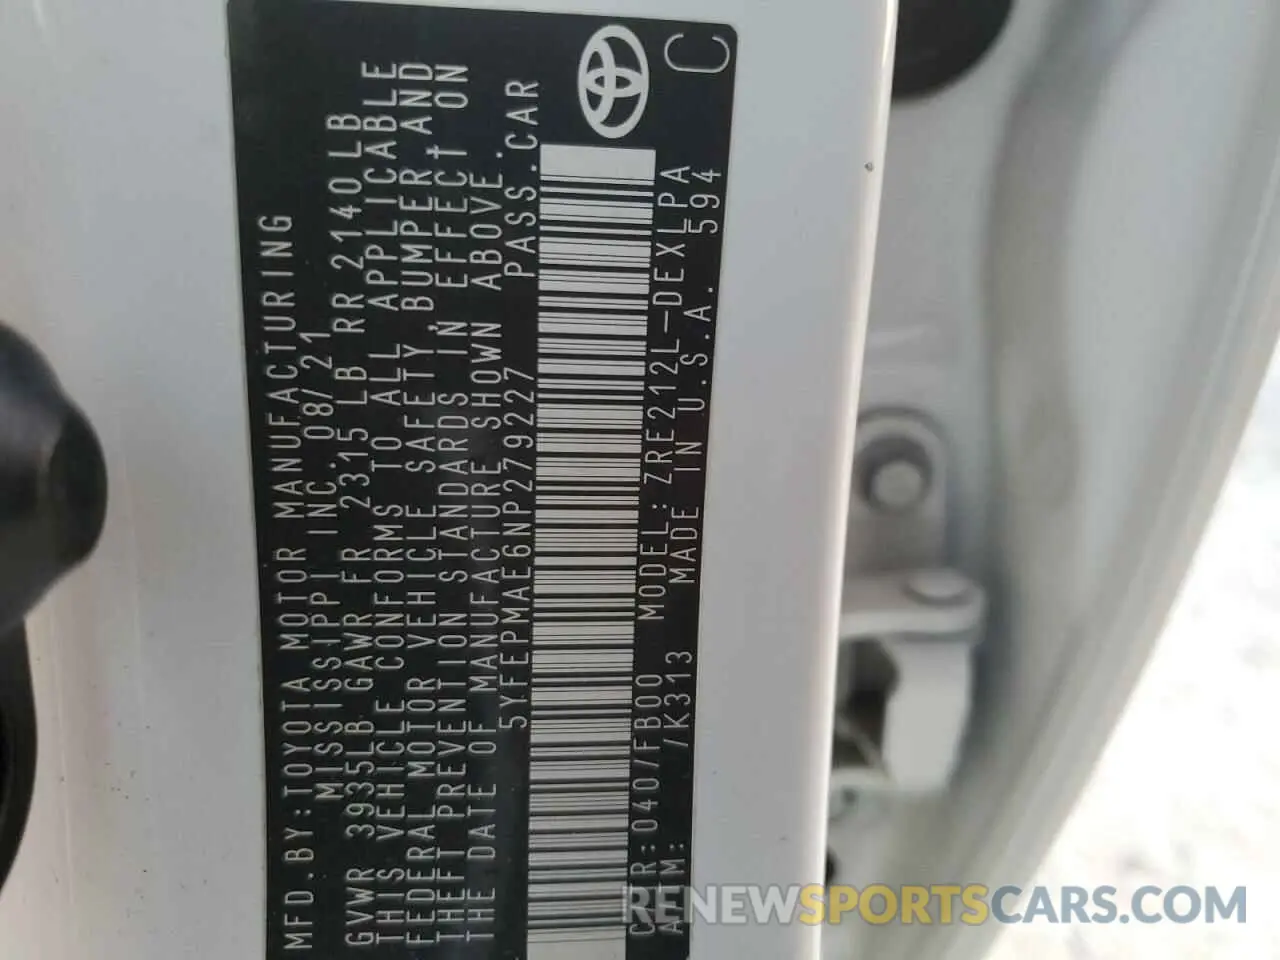 MFD.BY:TOYOTA MOTOR MANUFACTURING
MISSISSIPPI INC. 08/21
GVWR 3935LB GAWR FR 2315 LB RR 2140LB
THIS VEHICLE CONFORMS TO ALL APPLICABLE
FEDERAL MOTOR VEHICLE SAFETY, BUMPER, AND
THEFT PREVENTION STANDARDS IN EFFECT ON
THE DATE OF MANUFACTURE SHOWN ABOVE.
5YFEPMAE6NP279227 PASS.CAR
C/TR:040/FB00 MODEL:ZRE212L-DEXLPA
A/TM: /K313 MADE IN U.S.A. 594
C
RENEWSPORTSCARS.COM